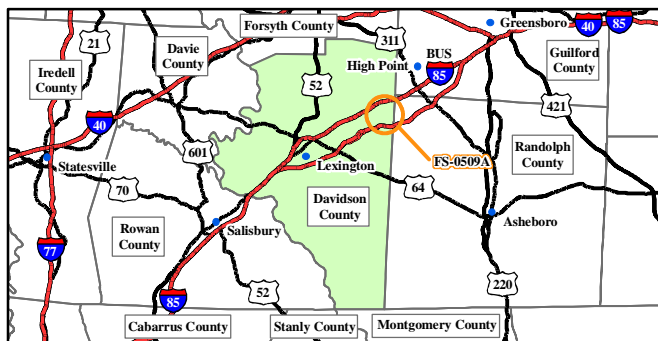 Forsyth County
Greensboro
40
85
21
Davie
County
311
BUS
Guilford
County
Iredell
County
High Point
85
52
421
40
Statesville
601
Lexington
FS-0509A
Randolph
County
70
64
Davidson
County
Rowan
County
Salisbury
Asheboro
77
85
52
220
Cabarrus County
Stanly County
Montgomery County